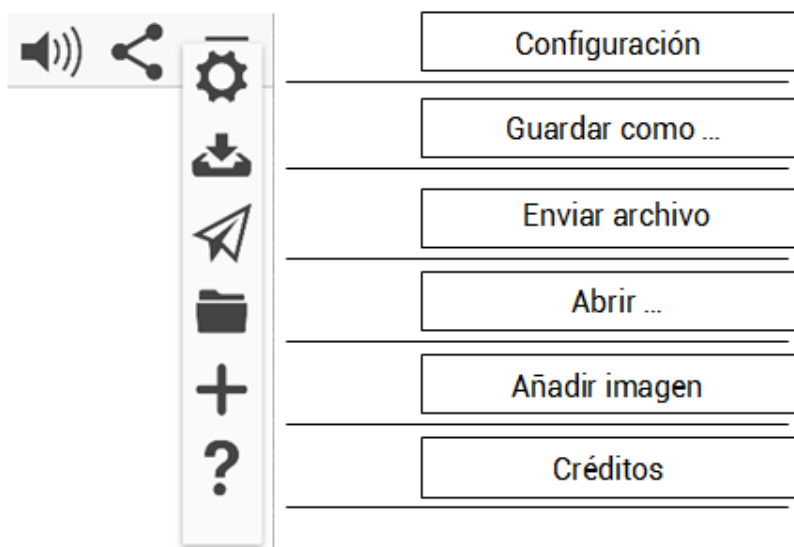 Configuración
Guardar como ...
Enviar archivo
Abrir ...
Añadir imagen
Créditos